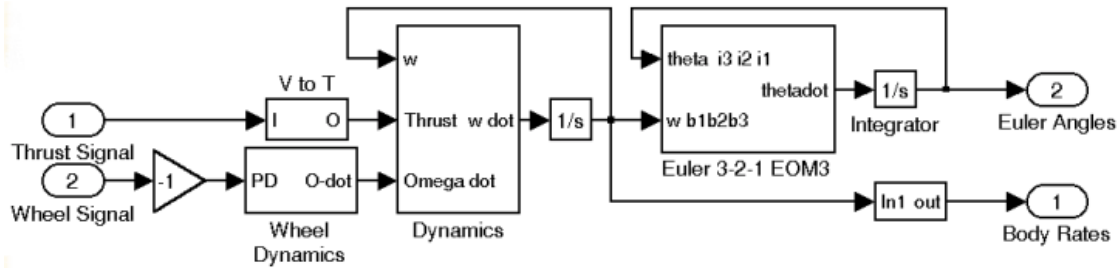 w
Thrust w dot
Omega dot
Dynamics
V to T
I O
1
Thrust Signal
2
Wheel Signal
-1
PD O-dot
Wheel
Dynamics
1/s
theta i3 i2 i1
thetadot
w b1b2b3
Euler 3-2-1 EOM3
1/s
Integrator
2
Euler Angles
In1 out
1
Body Rates